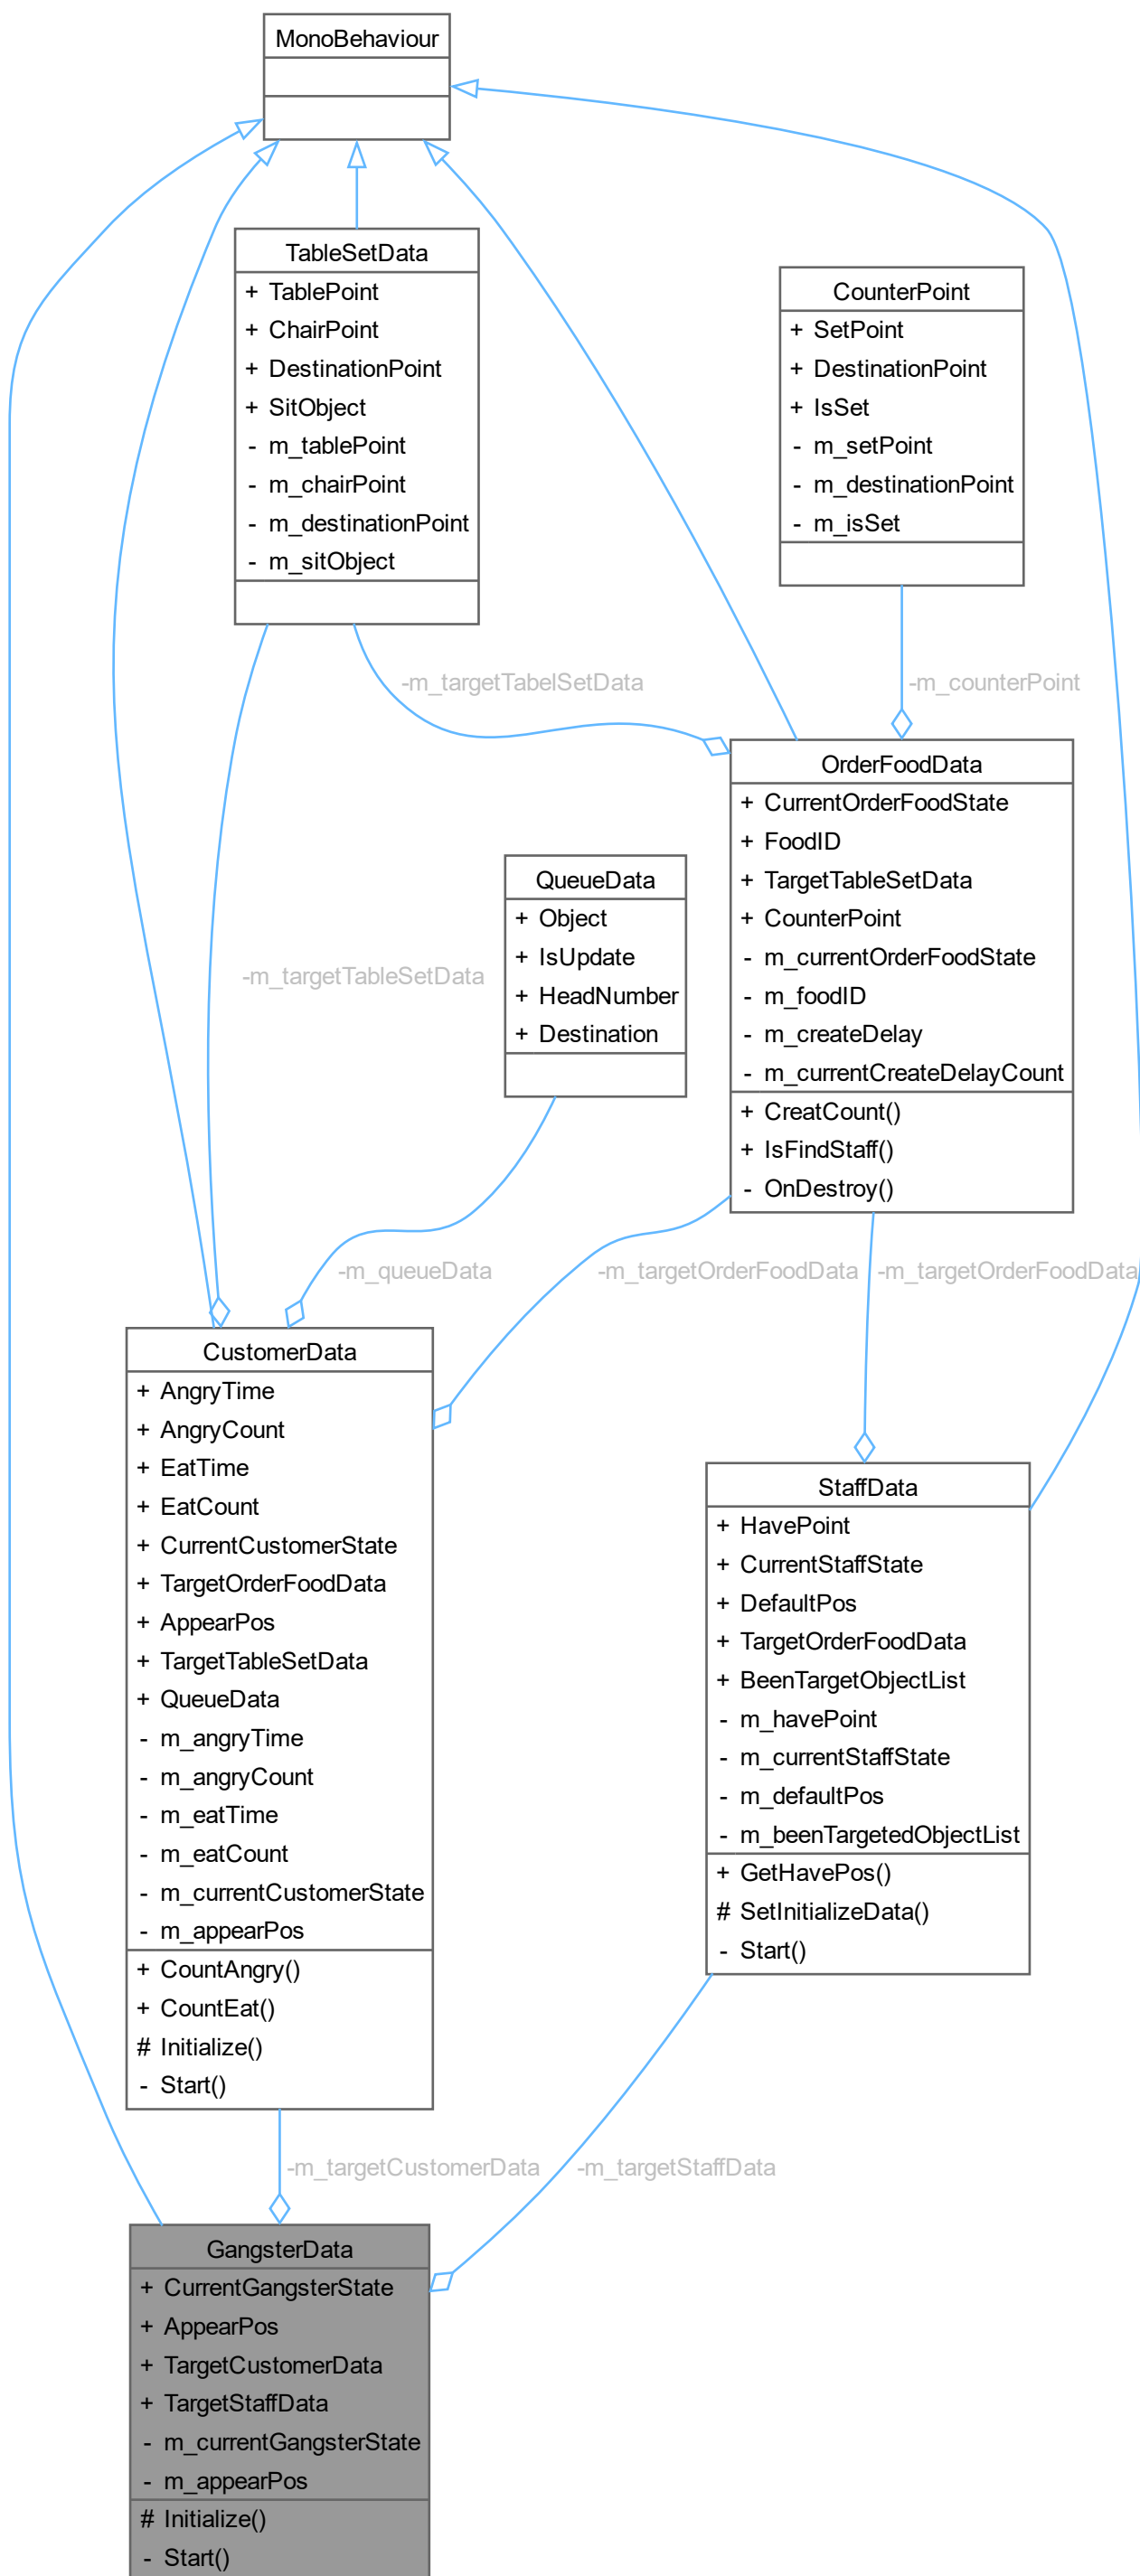 MonoBehaviour
TableSetData
+ TablePoint
+ ChairPoint
+ DestinationPoint
+ SitObject
- m_tablePoint
- m_chairPoint
- m_destinationPoint
- m_sitObject
CounterPoint
+ SetPoint
+ DestinationPoint
+ IsSet
- m_setPoint
- m_destinationPoint
- m_isSet
-m_targetTabelSetData
-m_counterPoint
OrderFoodData
+ CurrentOrderFoodState
+ FoodID
+ TargetTableSetData
+ CounterPoint
- m_currentOrderFoodState
- m_foodID
- m_createDelay
- m_currentCreateDelayCount
+ CreatCount()
+ IsFindStaff()
- OnDestroy()
QueueData
+ Object
+ IsUpdate
+ HeadNumber
+ Destination
-m_targetTableSetData
-m_queueData
-m_targetOrderFoodData
-m_targetOrderFoodData
CustomerData
+ AngryTime
+ AngryCount
+ EatTime
+ EatCount
+ CurrentCustomerState
+ TargetOrderFoodData
+ AppearPos
+ TargetTableSetData
+ QueueData
- m_angryTime
- m_angryCount
- m_eatTime
- m_eatCount
- m_currentCustomerState
- m_appearPos
+ CountAngry()
+ CountEat()
# Initialize()
- Start()
StaffData
+ HavePoint
+ CurrentStaffState
+ DefaultPos
+ TargetOrderFoodData
+ BeenTargetObjectList
- m_havePoint
- m_currentStaffState
- m_defaultPos
- m_beenTargetedObjectList
+ GetHavePos()
# SetInitializeData()
- Start()
-m_targetCustomerData
-m_targetStaffData
GangsterData
+ CurrentGangsterState
+ AppearPos
+ TargetCustomerData
+ TargetStaffData
- m_currentGangsterState
- m_appearPos
# Initialize()
- Start()